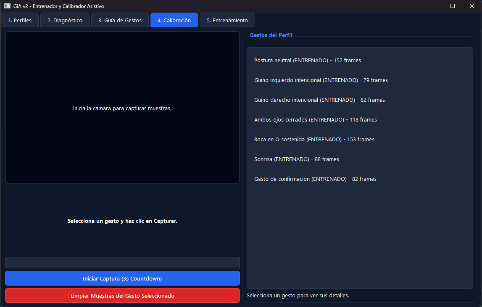 GIA v2 - Entrenador y Calibrador Asistivo
1. Perfiles
2. Diagnóstico
3. Guía de Gestos
4. Calibración
5. Entrenamiento
Inicia la cámara para capturar muestras.
Selecciona un gesto y haz clic en Capturar.
Iniciar Captura (3s Countdown)
Limpiar Muestras del Gesto Seleccionado
Gestos del Perfil
Postura neutral (ENTRENADO) - 152 frames
Guiño izquierdo intencional (ENTRENADO) - 79 frames
Guiño derecho intencional (ENTRENADO) - 82 frames
Ambos ojos cerrados (ENTRENADO) - 118 frames
Boca en O sostenida (ENTRENADO) - 153 frames
Sonrisa (ENTRENADO) - 88 frames
Gesto de confirmación (ENTRENADO) - 82 frames
Selecciona un gesto para ver sus detalles.